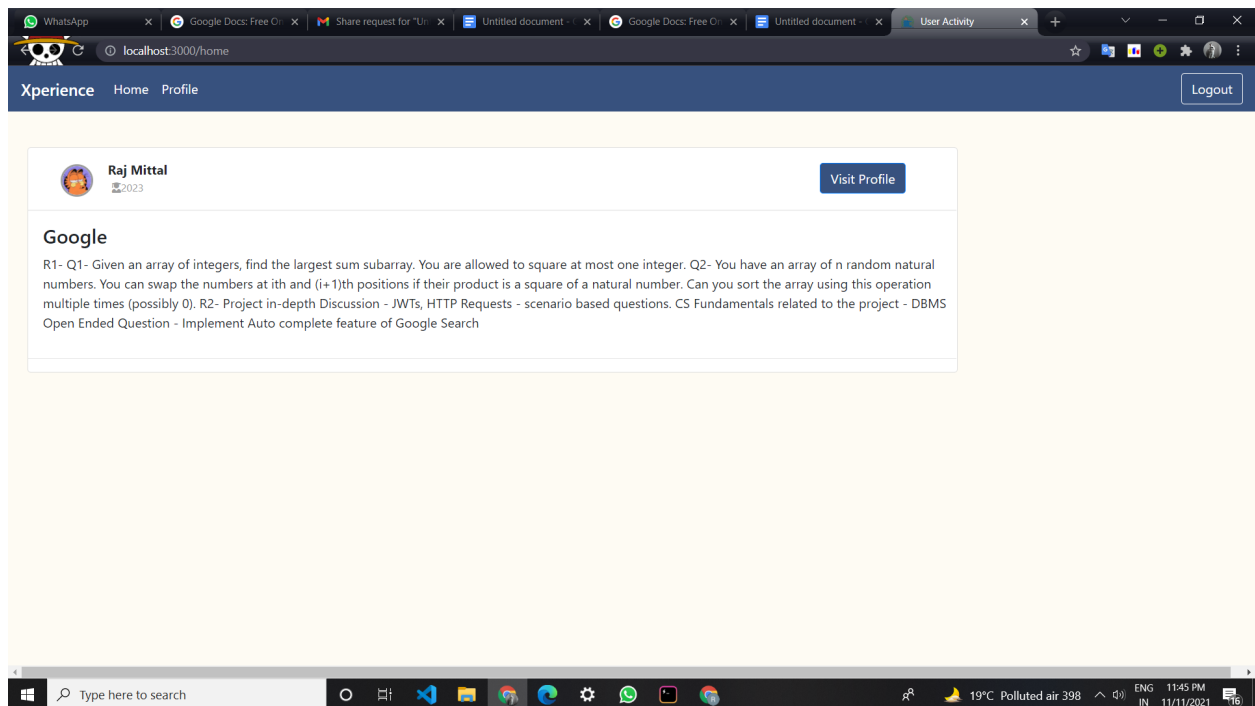 WhatsApp
Google Docs: Free On
Share request for "Un
Untitled document - G
Google Docs: Free On
Untitled document - G
User Activity
localhost:3000/home
Xperience Home Profile Logout
Raj Mittal
2023
Visit Profile
Google
R1- Q1- Given an array of integers, find the largest sum subarray. You are allowed to square at most one integer. Q2- You have an array of n random natural
numbers. You can swap the numbers at ith and (i+1)th positions if their product is a square of a natural number. Can you sort the array using this operation
multiple times (possibly 0). R2- Project in-depth Discussion - JWTs, HTTP Requests - scenario based questions. CS Fundamentals related to the project - DBMS
Open Ended Question - Implement Auto complete feature of Google Search
Type here to search
19°C Polluted air 398
ENG
IN
11:45 PM
11/11/2021
16